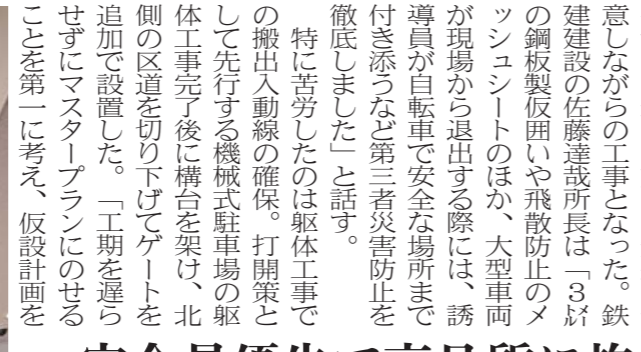 意しながらの工事となった。鉄
建建設の佐藤達哉所長は「3㍍
の鋼板製仮囲いや飛散防止のメ
ッシュシートのほか、大型車両
が現場から退出する際には、誘
導員が自転車で安全な場所まで
付き添うなど第三者災害防止を
徹底しました」と話す。
特に苦労したのは躯体工事で
の搬出入動線の確保。打開策と
して先行する機械式駐車場の躯
体工事完了後に構台を架け、北
側の区道を切り下げてゲートを
追加で設置した。「工期を遅ら
せずにマスタープランにのせる
ことを第一に考え、仮設計画を